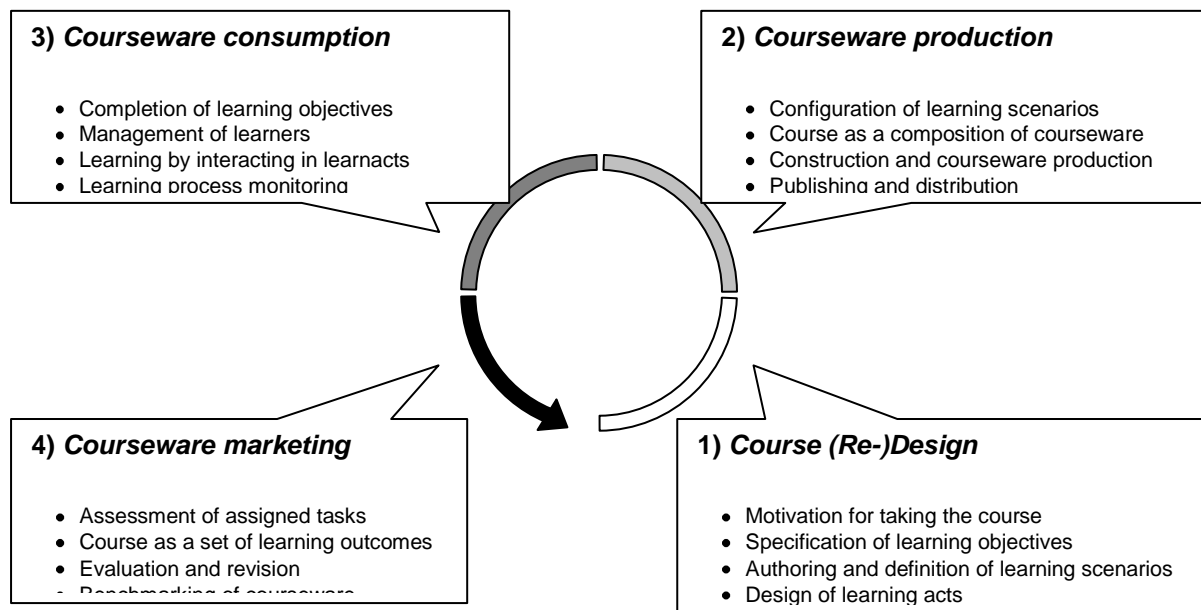 3) Courseware consumption
• Completion of learning objectives
• Management of learners
• Learning by interacting in learnacts
• Learning process monitoring
2) Courseware production
• Configuration of learning scenarios
• Course as a composition of courseware
• Construction and courseware production
• Publishing and distribution
4) Courseware marketing
• Assessment of assigned tasks
• Course as a set of learning outcomes
• Evaluation and revision
• Benchmarking of courseware
1) Course (Re-)Design
• Motivation for taking the course
• Specification of learning objectives
• Authoring and definition of learning scenarios
• Design of learning acts